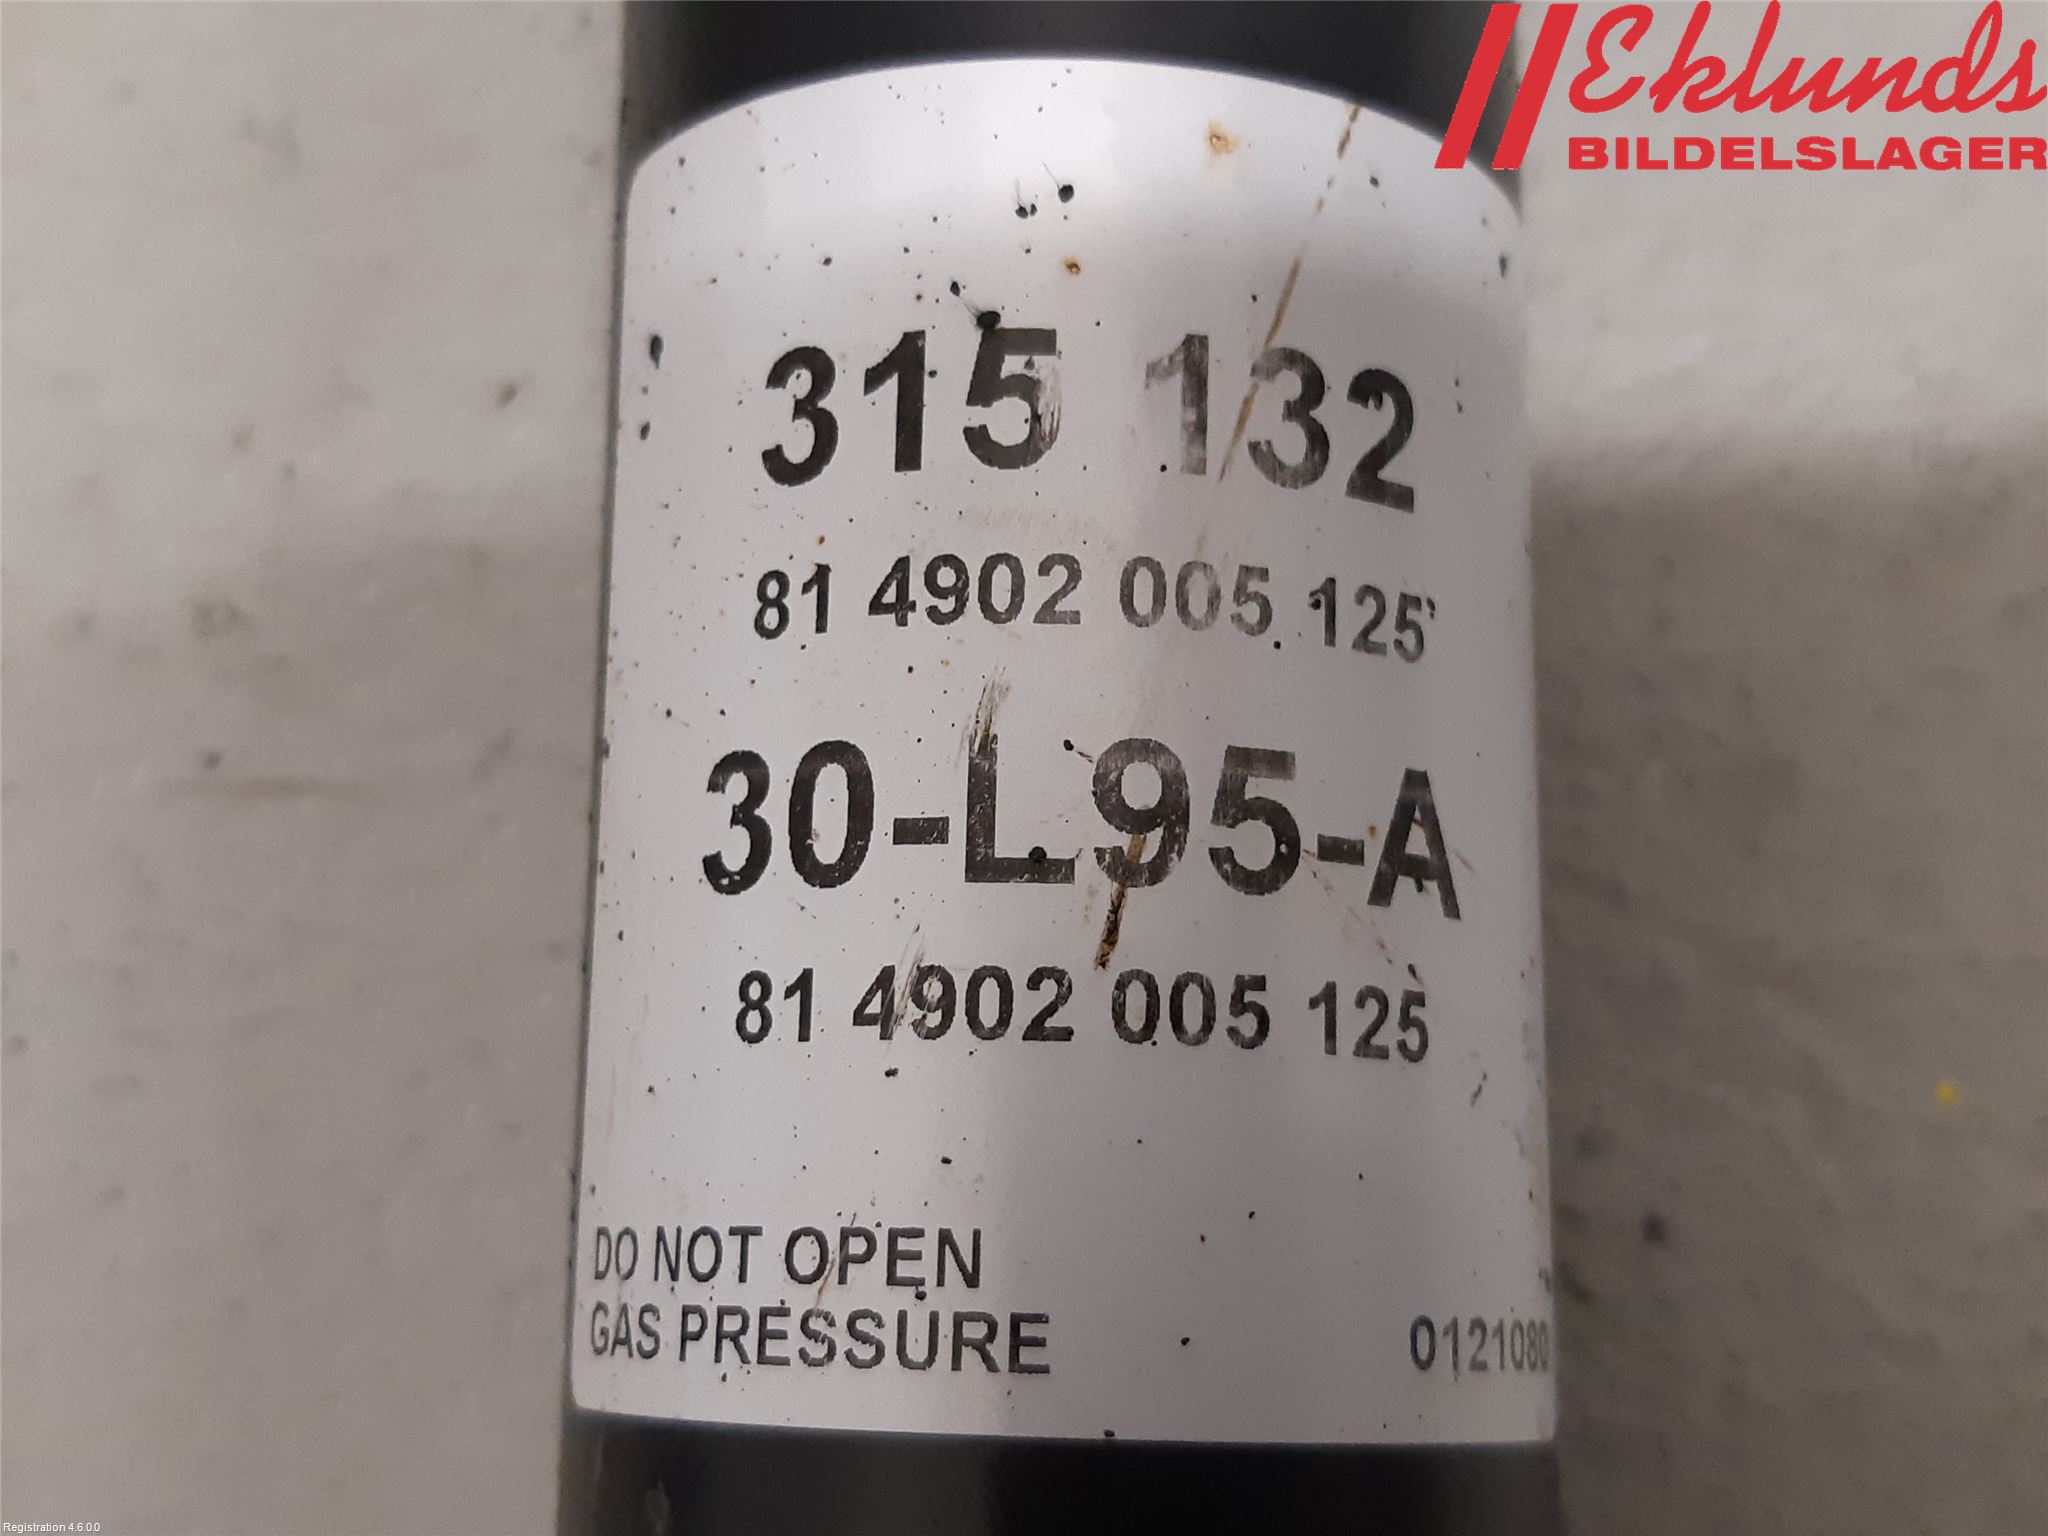 Eklunds
BILDELSLAGER
315 132
81 4902 005 125
30-L95-A
81 4902 005 125
DO NOT OPEN
GAS PRESSURE
0121080
Registration 4.6.0.0